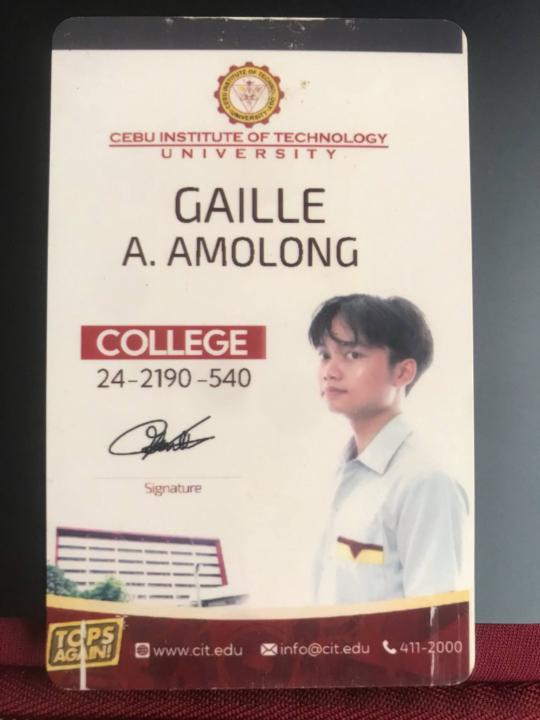 CEBU INSTITUTE OF TECHNOLOGY
UNIVERSITY
GAILLE
A. AMOLONG
COLLEGE
24-2190-540
Signature
TOPS
AGAIN!
www.cit.edu info@cit.edu 411-2000